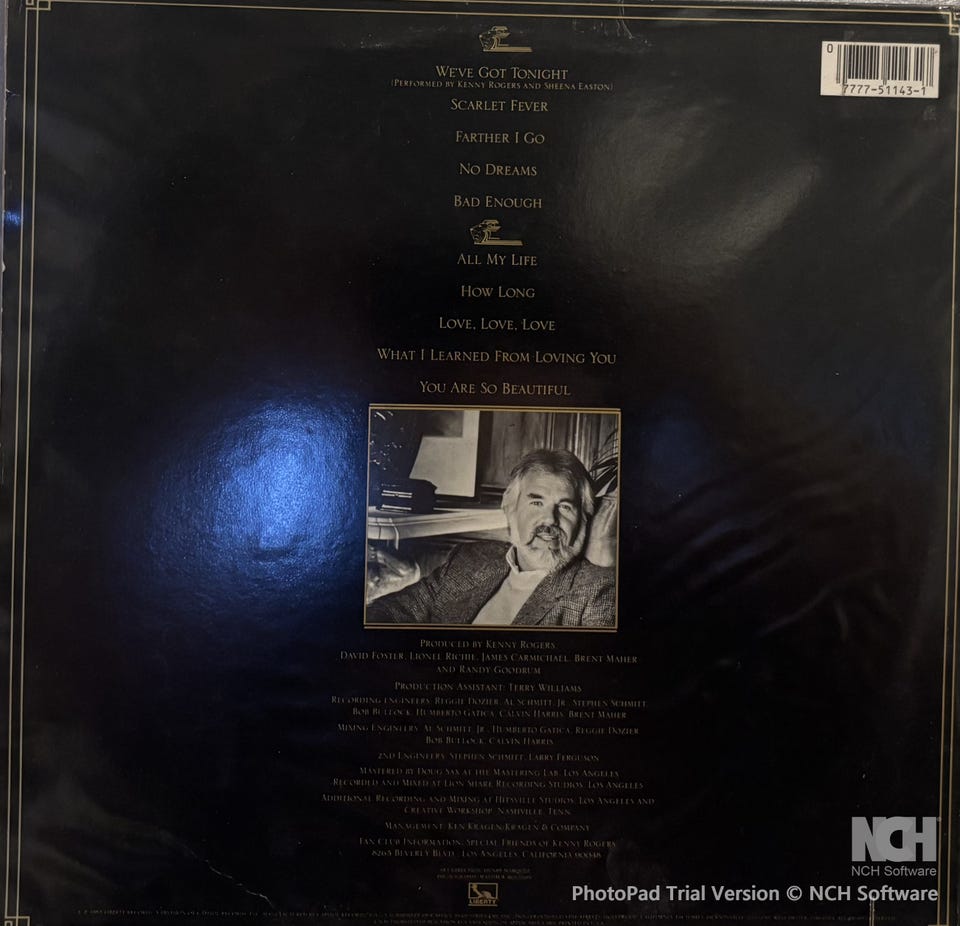 We've Got Tonight
(Performed by Kenny Rogers and Sheena Easton)
Scarlet Fever
Farther I Go
No Dreams
Bad Enough
All My Life
How Long
Love, Love, Love
What I Learned From Loving You
You Are So Beautiful
0
7777-51143-1
Produced by Kenny Rogers,
David Foster, Lionel Richie, James Carmichael, Brent Maher
and Randy Goodrum
Production Assistant: Terry Williams
Recording Engineers: Reggie Dozier, Al Schmitt, Jr., Stephen Schmitt,
Bob Bullock, Humberto Gatica, Calvin Harris, Brent Maher
Mixing Engineers: Al Schmitt, Jr., Humberto Gatica, Reggie Dozier
Bob Bullock, Calvin Harris
2nd Engineers: Stephen Schmitt, Larry Ferguson
Mastered by Doug Sax at the Mastering Lab, Los Angeles
Recorded and Mixed at Lion Share Recording Studios, Los Angeles
Additional Recording and Mixing at Hitsville Studios, Los Angeles and
Creative Workshop, Nashville, Tenn.
Management: Ken Kragen/Kragen & Company
Fan Club Information: Special Friends of Kenny Rogers
8265 Beverly Blvd., Los Angeles, California 90048
LIBERTY
NCH
NCH Software
PhotoPad Trial Version © NCH Software